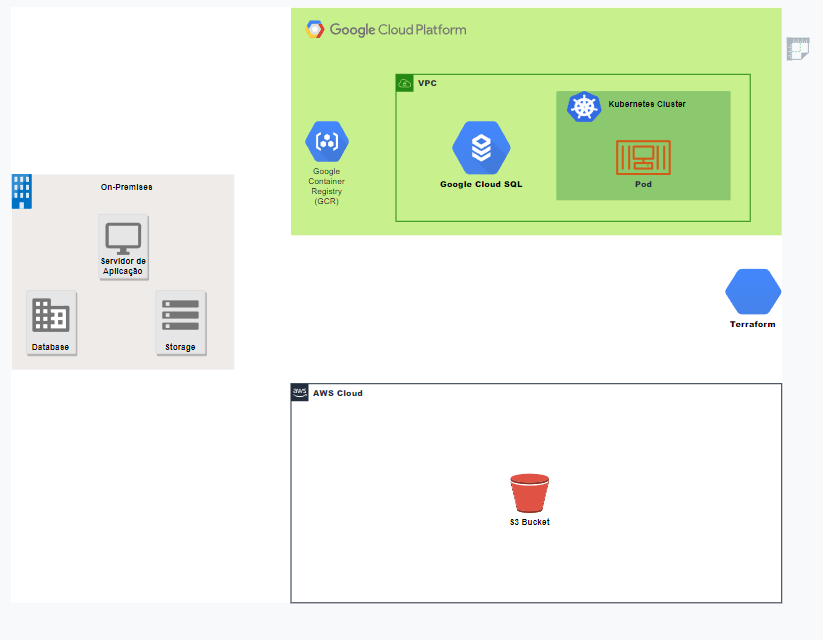 Google Cloud Platform
VPC
Kubernetes Cluster
Google Cloud SQL
Pod
Google
Container
Registry
(GCR)
On-Premises
Servidor de
Aplicação
Database
Storage
Terraform
aws
AWS Cloud
S3 Bucket